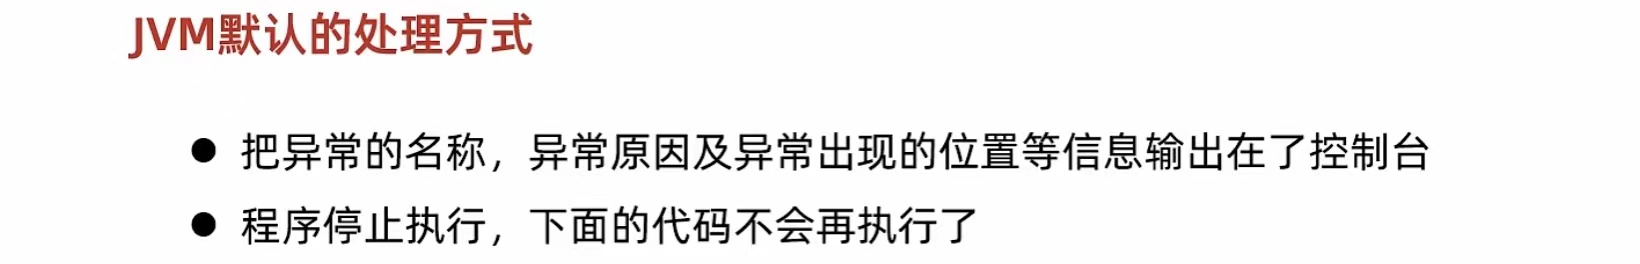 JVM默认的处理方式
● 把异常的名称，异常原因及异常出现的位置等信息输出在了控制台
● 程序停止执行，下面的代码不会再执行了